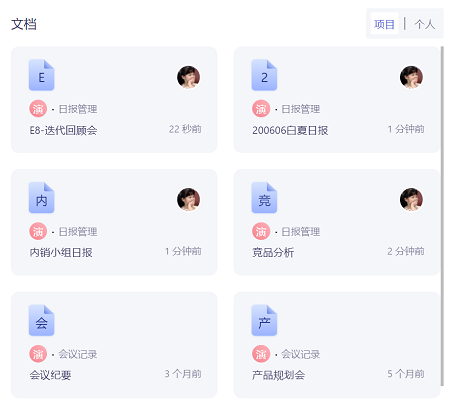 文档
项目 | 个人
E 2
演 · 日报管理 演 · 日报管理
E8-迭代回顾会 22 秒前 200606白夏日报 1 分钟前
内 竞
演 · 日报管理 演 · 日报管理
内销小组日报 1 分钟前 竞品分析 2 分钟前
会 产
演 · 会议记录 演 · 会议记录
会议纪要 3 个月前 产品规划会 5 个月前